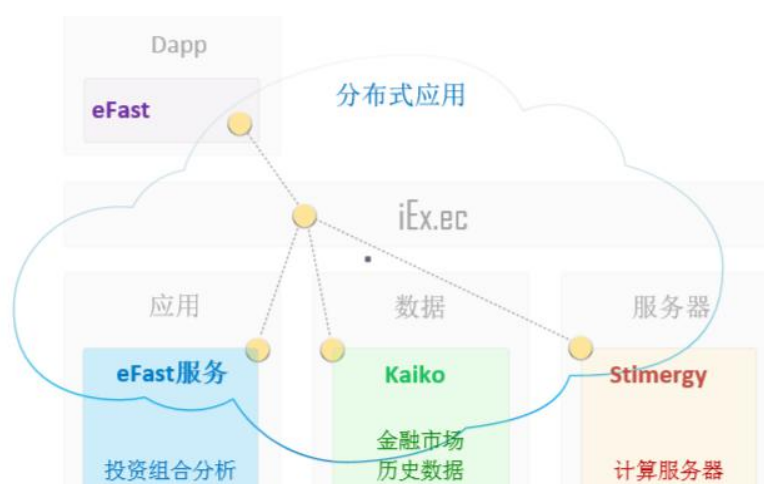 Dapp
eFast
分布式应用
iEx.ec
应用
数据
服务器
eFast服务
Kaiko
Stimergy
投资组合分析
金融市场
历史数据
计算服务器